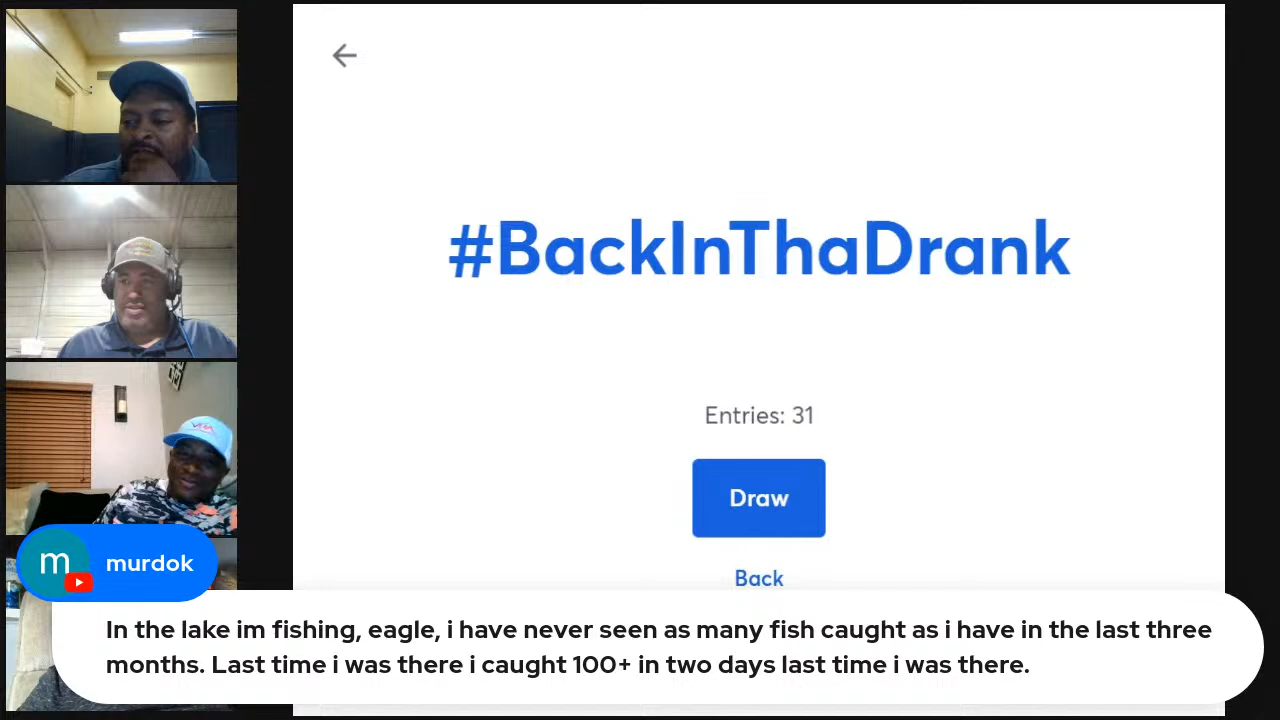 #BackInThaDrank
Entries: 31
Draw
Back
m
murdok
In the lake im fishing, eagle, i have never seen as many fish caught as i have in the last three
months. Last time i was there i caught 100+ in two days last time i was there.